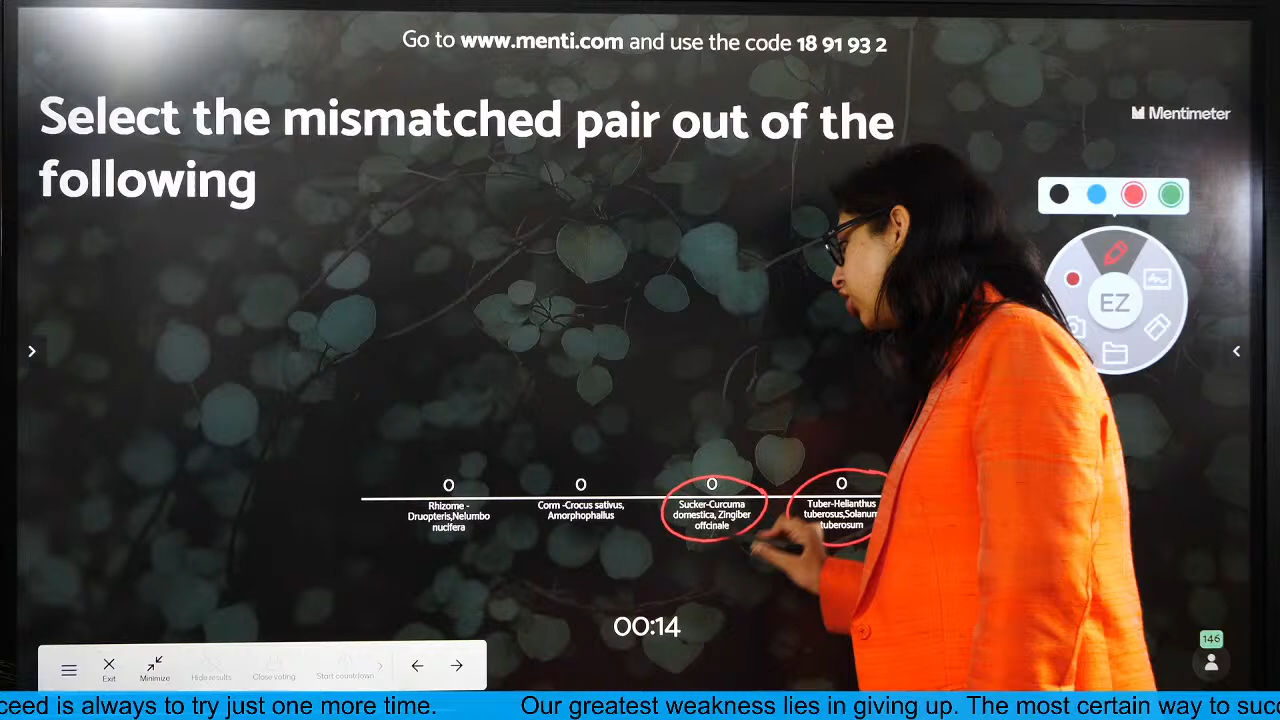 Go to www.menti.com and use the code 18 91 93 2
Select the mismatched pair out of the
following
Mentimeter
EZ
0
0
0
0
Rhizome -
Druopteris,Nelumbo
nucifera
Corm -Crocus sativus,
Amorphophallus
Sucker-Curcuma
domestica, Zingiber
offcinale
Tuber-Helianthus
tuberosus,Solanum
tuberosum
00:14
146
Exit
Minimize
Hide results
Close voting
Start countdown
ceed is always to try just one more time.
Our greatest weakness lies in giving up. The most certain way to succ